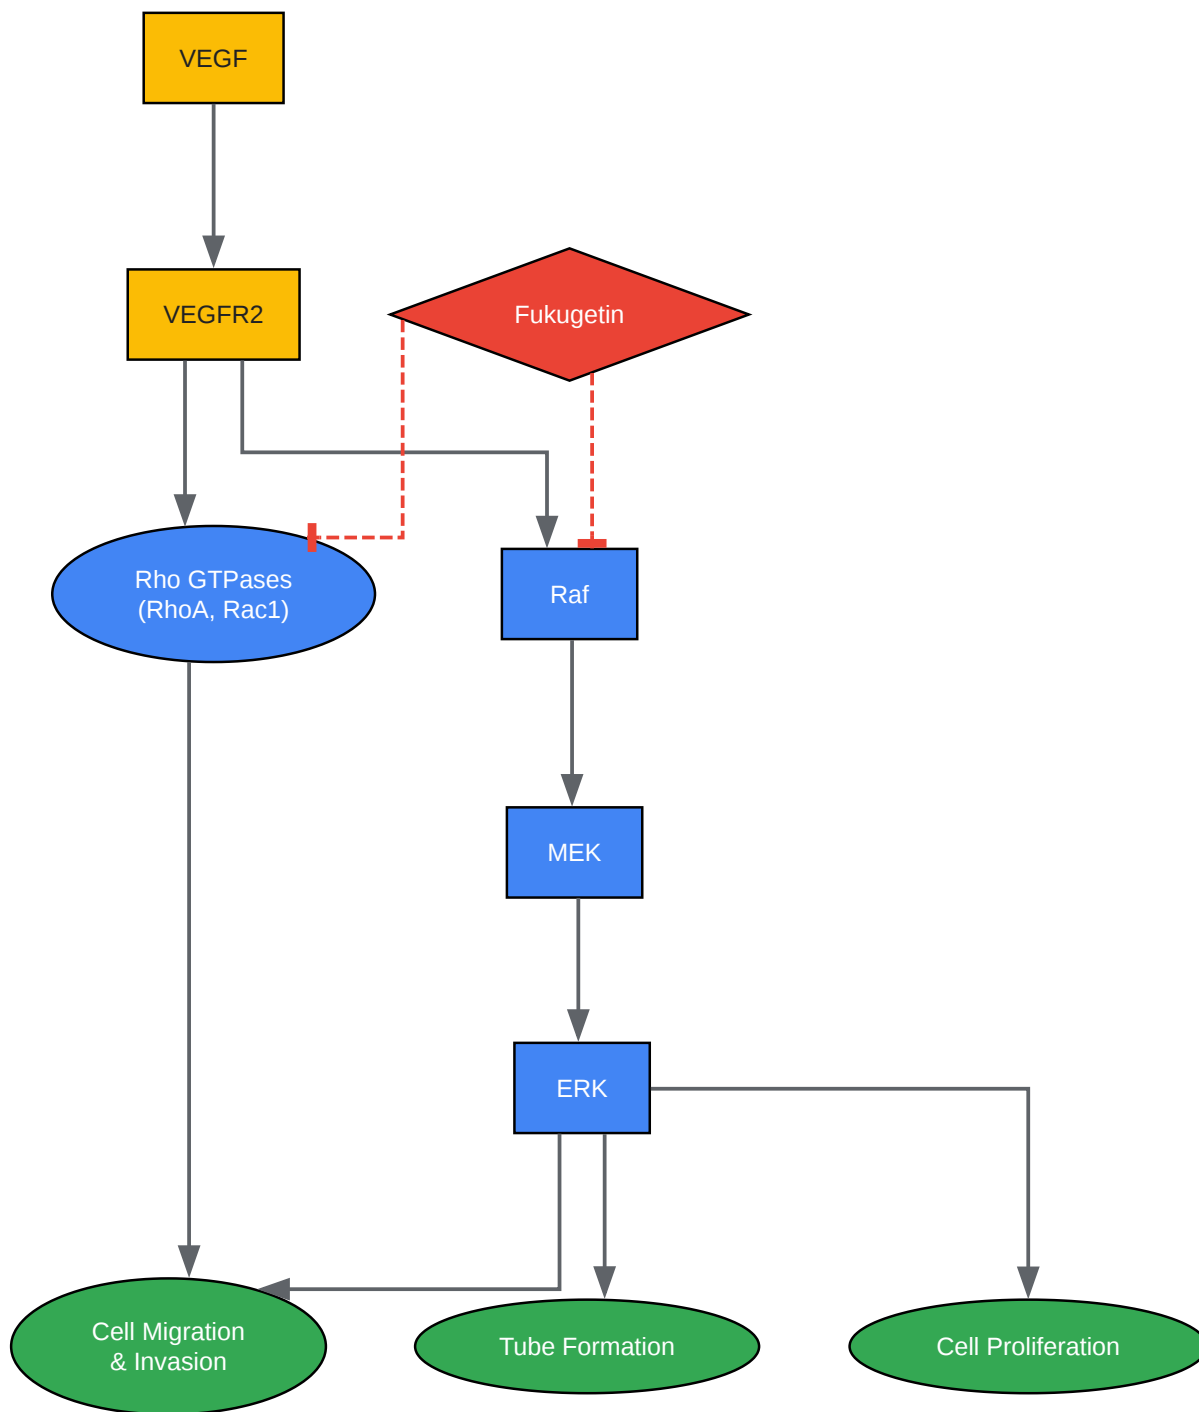 VEGF
VEGFR2
Fukugetin
Rho GTPases
(RhoA, Rac1)
Raf
MEK
ERK
Cell Migration
& Invasion
Tube Formation
Cell Proliferation